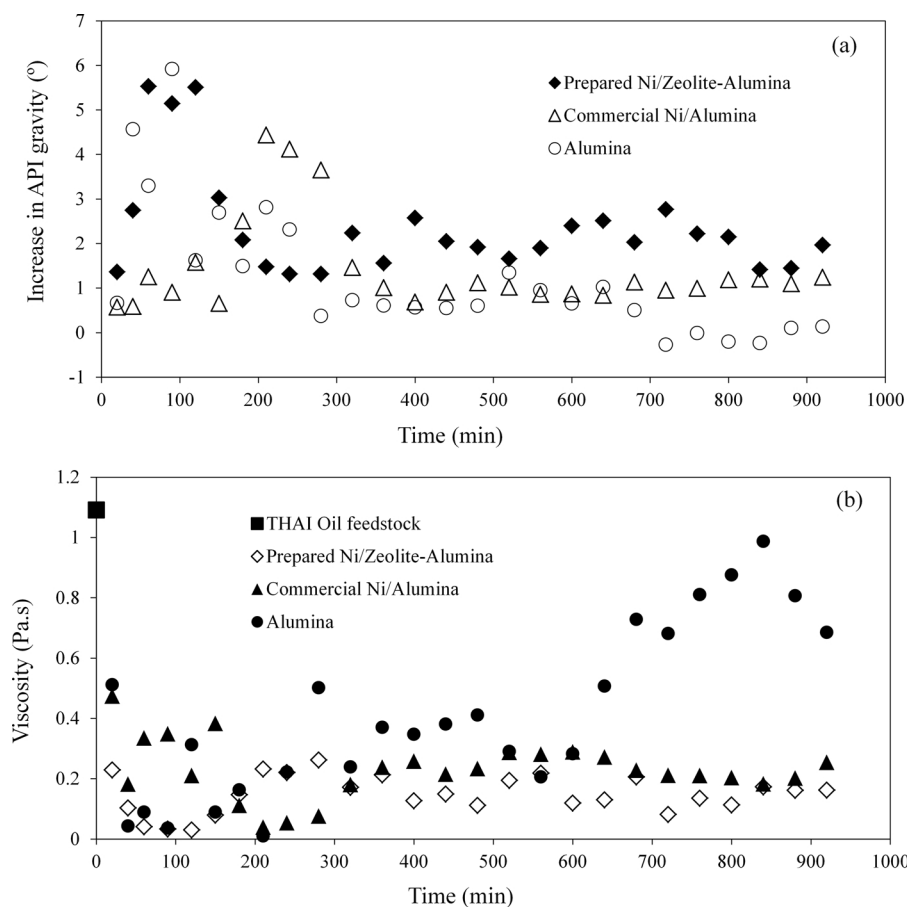 (a)
7
6
5
4
3
2
1
0
-1
Increase in API gravity (º)
Prepared Ni/Zeolite-Alumina
Commercial Ni/Alumina
Alumina
0 100 200 300 400 500 600 700 800 900 1000
Time (min)
(b)
1.2
1
0.8
0.6
0.4
0.2
0
Viscosity (Pa.s)
THAI Oil feedstock
Prepared Ni/Zeolite-Alumina
Commercial Ni/Alumina
Alumina
0 100 200 300 400 500 600 700 800 900 1000
Time (min)